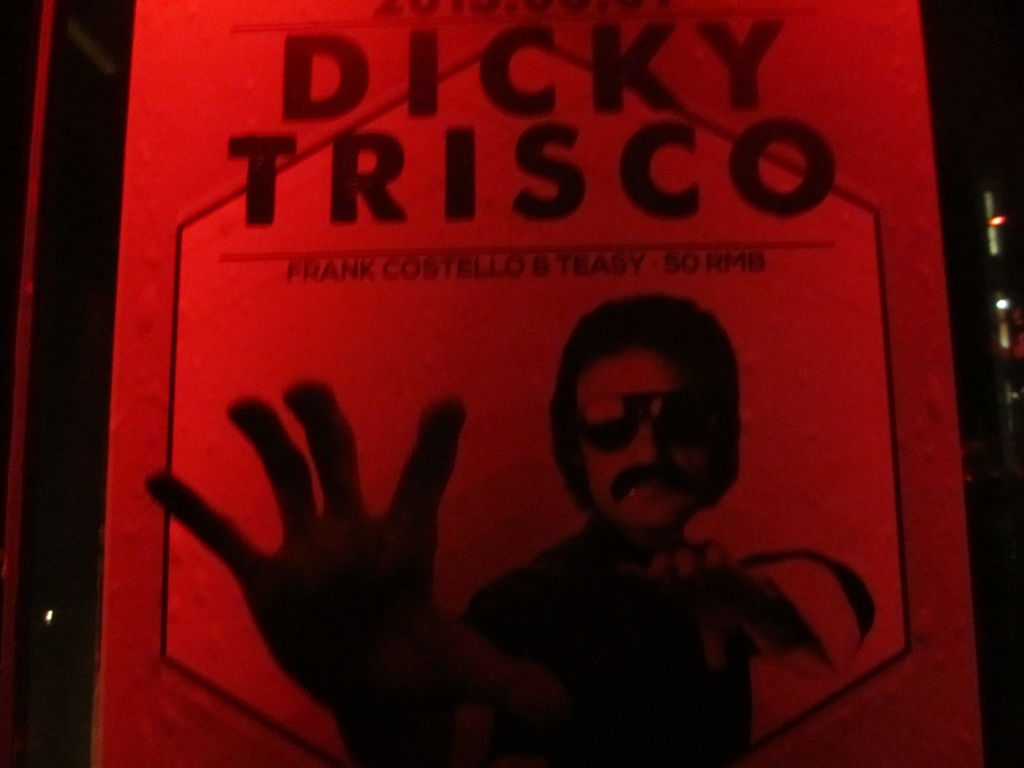 DICKY
TRISCO
FRANK COSTELLO & TEASY · 50 RMB